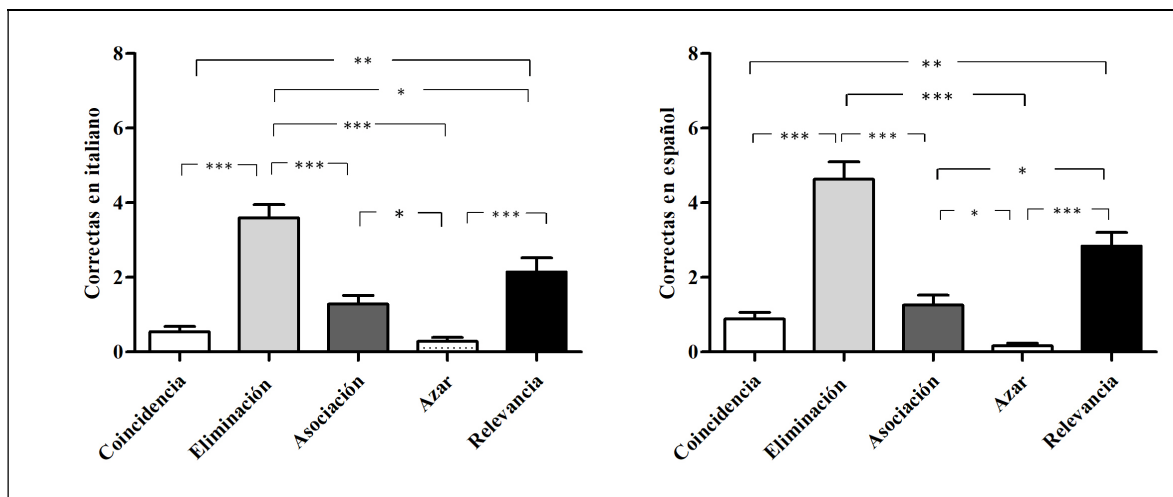 Correctas en italiano
8
6
4
2
0
**
*
***
*** ***
* ***
Coincidencia
Eliminación
Asociación
Azar
Relevancia
Correctas en español
8
6
4
2
0
**
***
*** ***
*
* ***
Coincidencia
Eliminación
Asociación
Azar
Relevancia